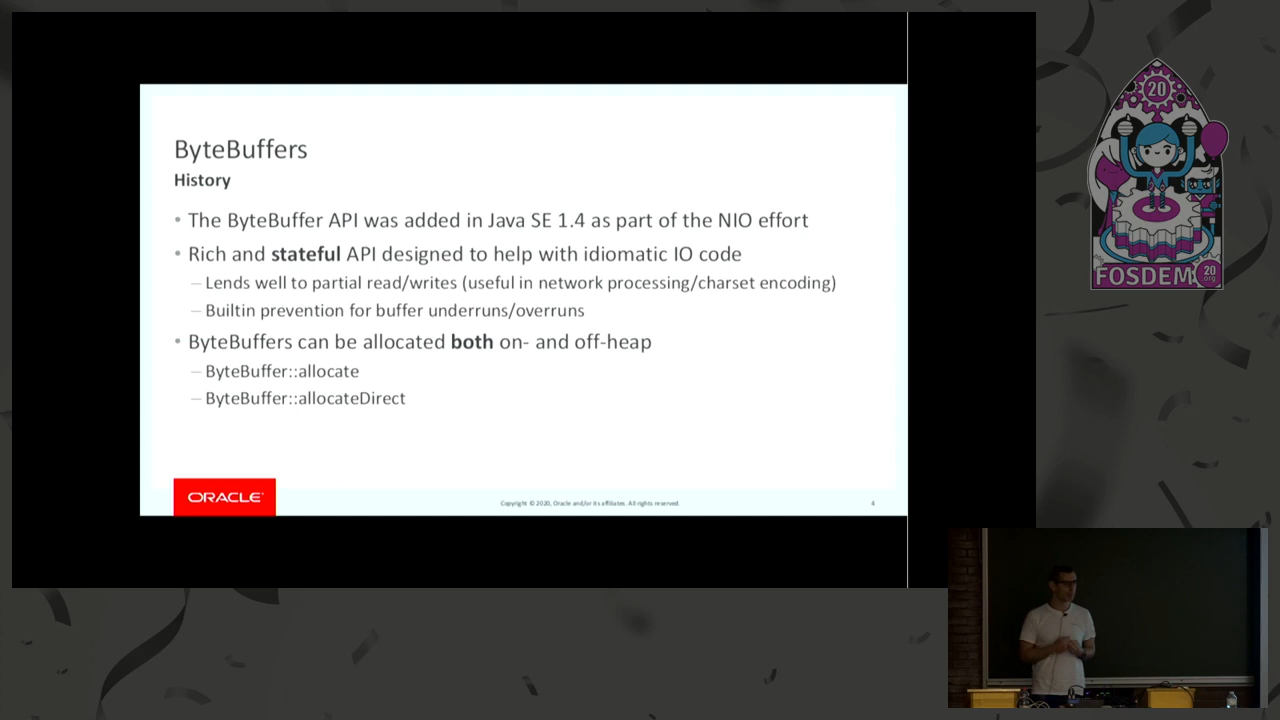 ByteBuffers
History
• The ByteBuffer API was added in Java SE 1.4 as part of the NIO effort
• Rich and stateful API designed to help with idiomatic IO code
– Lends well to partial read/writes (useful in network processing/charset encoding)
– Builtin prevention for buffer underruns/overruns
• ByteBuffers can be allocated both on- and off-heap
– ByteBuffer::allocate
– ByteBuffer::allocateDirect
ORACLE
Copyright © 2020, Oracle and/or its affiliates. All rights reserved.
4
20
FOSDEM
20
.org